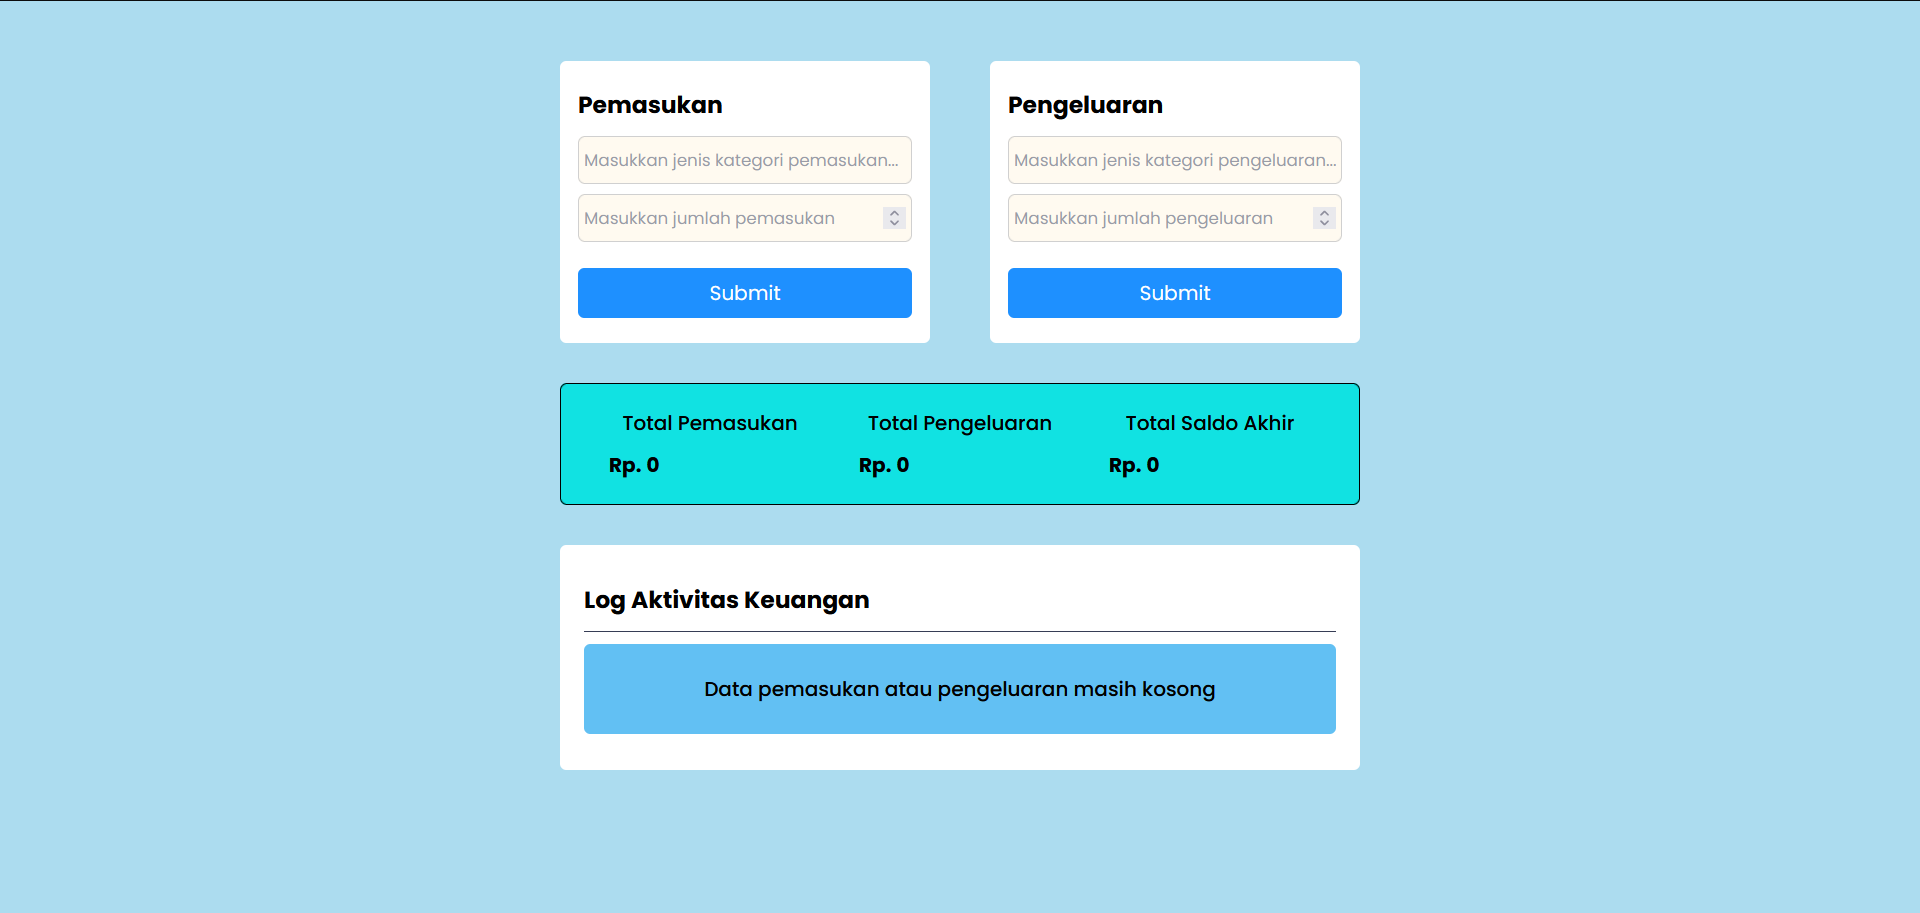 Pemasukan
Masukkan jenis kategori pemasukan...
Masukkan jumlah pemasukan
Submit
Pengeluaran
Masukkan jenis kategori pengeluaran...
Masukkan jumlah pengeluaran
Submit
Total Pemasukan
Rp. 0
Total Pengeluaran
Rp. 0
Total Saldo Akhir
Rp. 0
Log Aktivitas Keuangan
Data pemasukan atau pengeluaran masih kosong